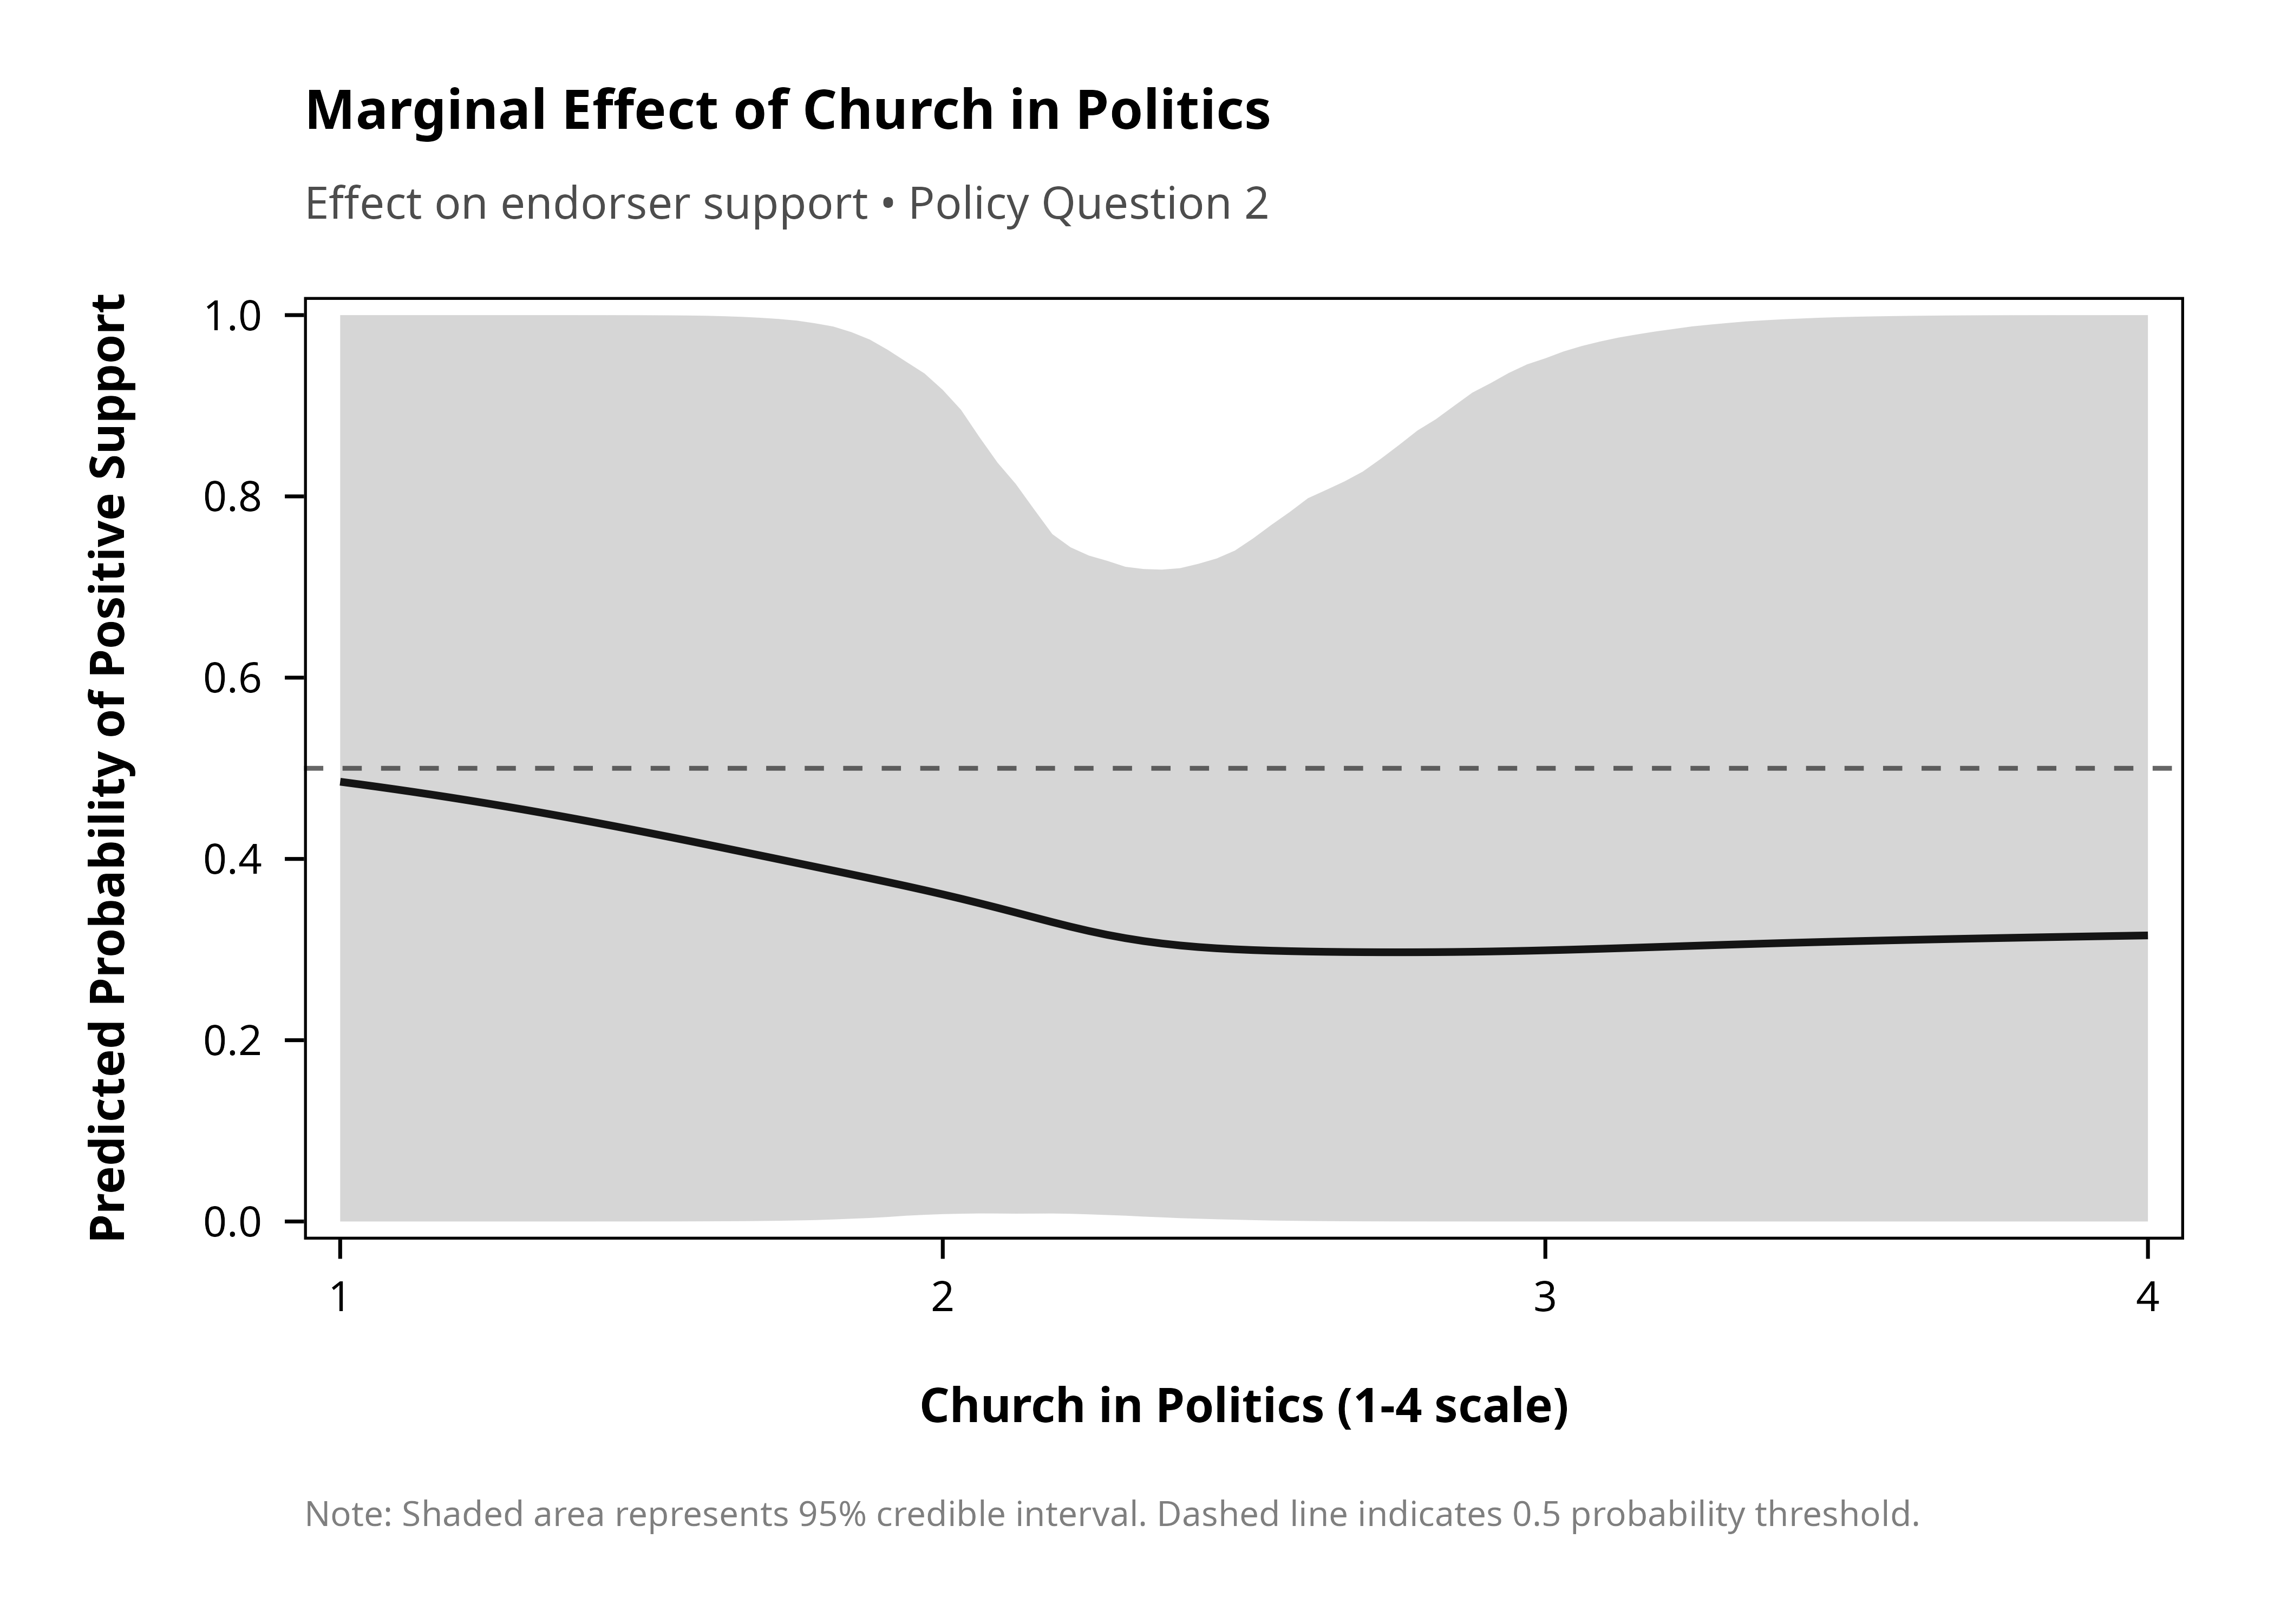 Marginal Effect of Church in Politics
Effect on endorser support • Policy Question 2
Predicted Probability of Positive Support
1.0
0.8
0.6
0.4
0.2
0.0
1
2
3
4
Church in Politics (1-4 scale)
Note: Shaded area represents 95% credible interval. Dashed line indicates 0.5 probability threshold.